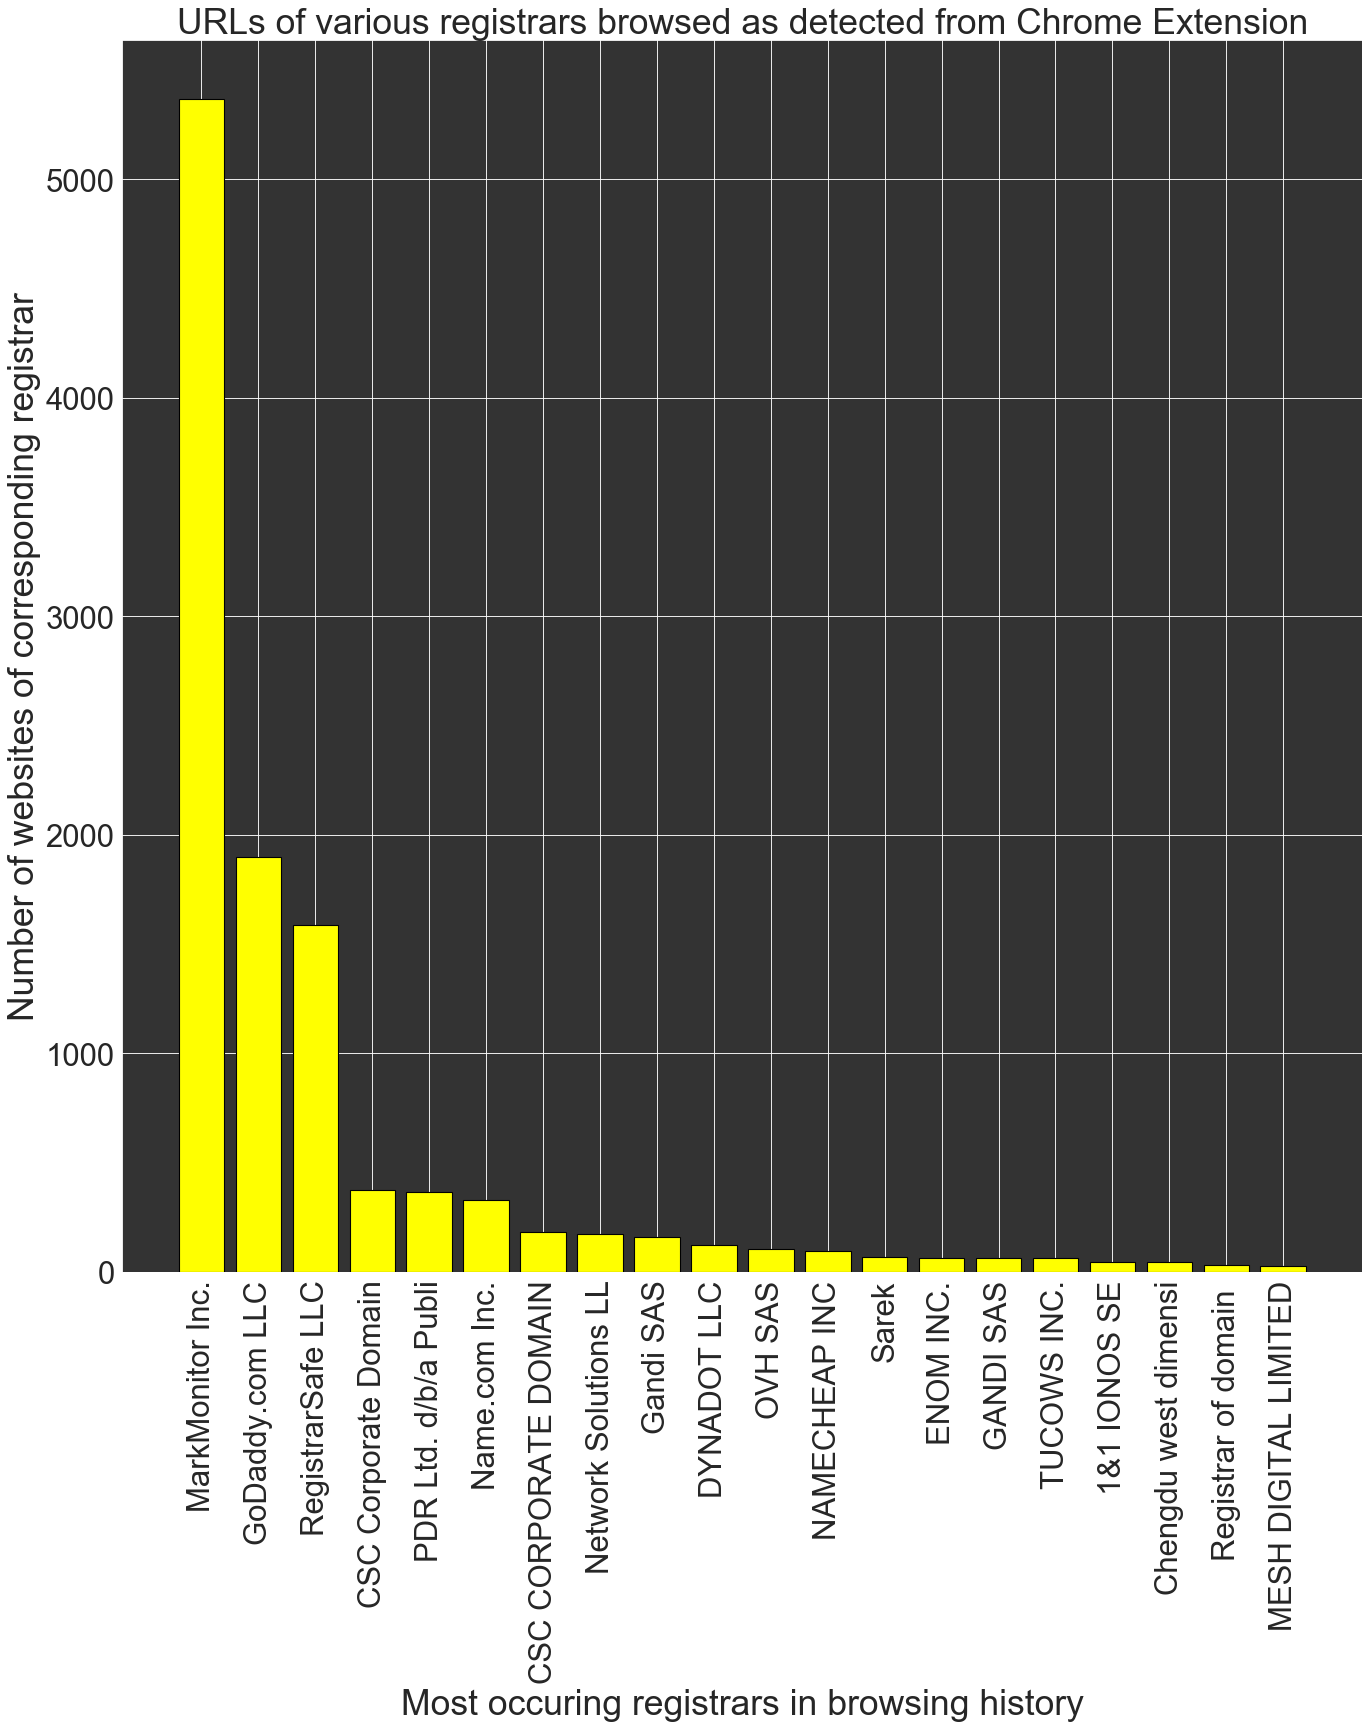 URLs of various registrars browsed as detected from Chrome Extension
Number of websites of corresponding registrar
5000
4000
3000
2000
1000
0
MarkMonitor Inc.
GoDaddy.com LLC
RegistrarSafe LLC
CSC Corporate Domain
PDR Ltd. d/b/a Publi
Name.com Inc.
CSC CORPORATE DOMAIN
Network Solutions LL
Gandi SAS
DYNADOT LLC
OVH SAS
NAMECHEAP INC
Sarek
ENOM INC.
GANDI SAS
TUCOWS INC.
1&1 IONOS SE
Chengdu west dimensi
Registrar of domain
MESH DIGITAL LIMITED
Most occuring registrars in browsing history